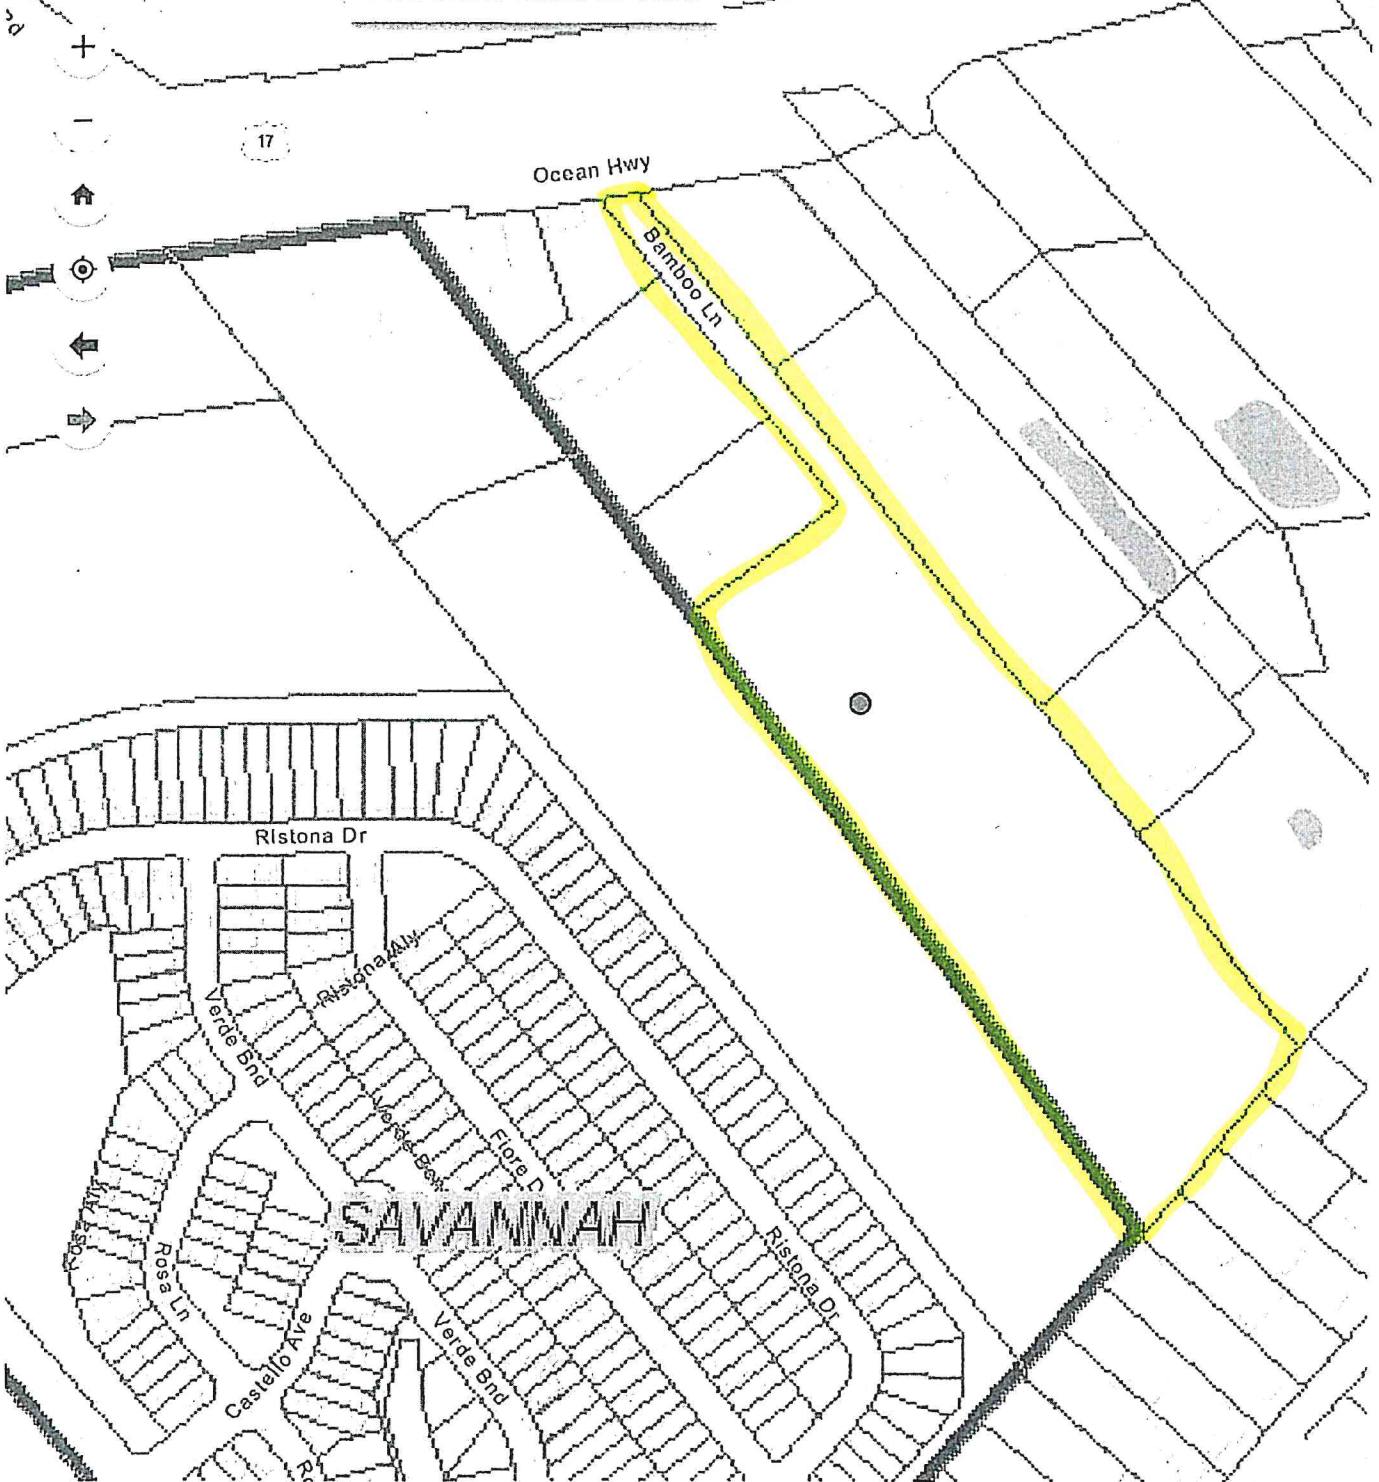 17
Ocean Hwy
Bamboo Ln
Ristona Dr
Ristona Aly
Verde Bnd
Verde Bnd
Fiore D
SAVANNAH
Rosa Aly
Rosa Ln
Ristona Dr
Castello Ave
Verde Bnd